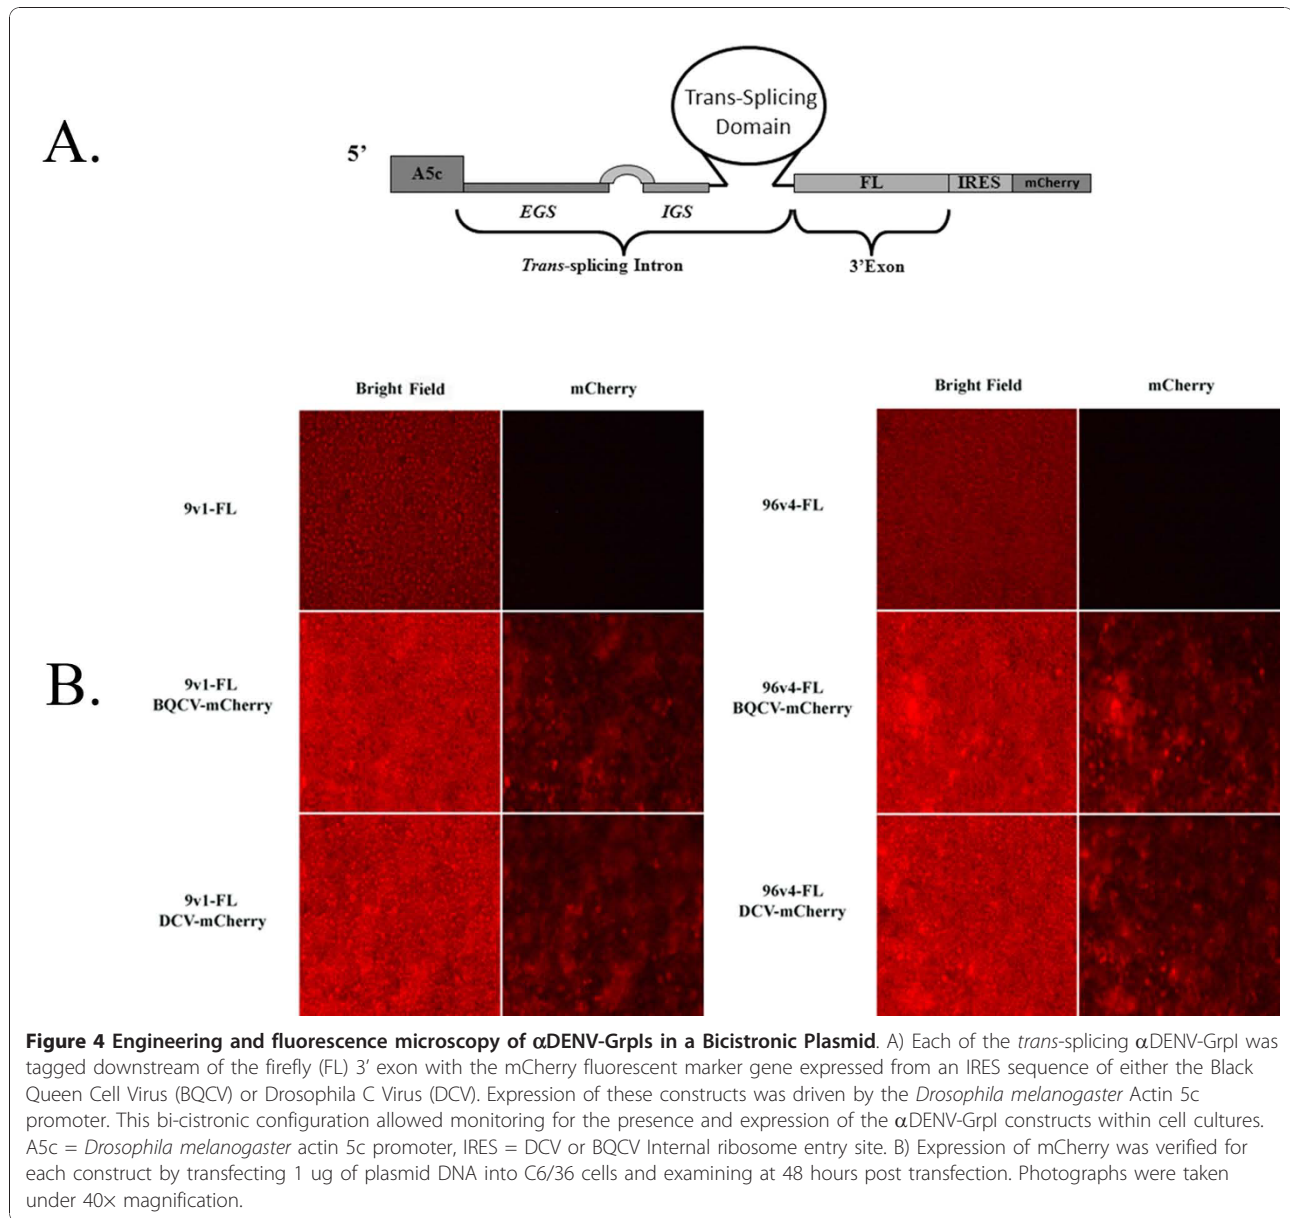 A.
Trans-Splicing
Domain
5'
A5c
FL
IRES
mCherry
EGS
IGS
Trans-splicing Intron
3'Exon
B.
Bright Field
mCherry
Bright Field
mCherry
9v1-FL
96v4-FL
9v1-FL
BQCV-mCherry
96v4-FL
BQCV-mCherry
9v1-FL
DCV-mCherry
96v4-FL
DCV-mCherry
Figure 4 Engineering and fluorescence microscopy of αDENV-GrpIs in a Bicistronic Plasmid. A) Each of the trans-splicing αDENV-GrpI was
tagged downstream of the firefly (FL) 3' exon with the mCherry fluorescent marker gene expressed from an IRES sequence of either the Black
Queen Cell Virus (BQCV) or Drosophila C Virus (DCV). Expression of these constructs was driven by the Drosophila melanogaster Actin 5c
promoter. This bi-cistronic configuration allowed monitoring for the presence and expression of the αDENV-GrpI constructs within cell cultures.
A5c = Drosophila melanogaster actin 5c promoter, IRES = DCV or BQCV Internal ribosome entry site. B) Expression of mCherry was verified for
each construct by transfecting 1 ug of plasmid DNA into C6/36 cells and examining at 48 hours post transfection. Photographs were taken
under 40× magnification.